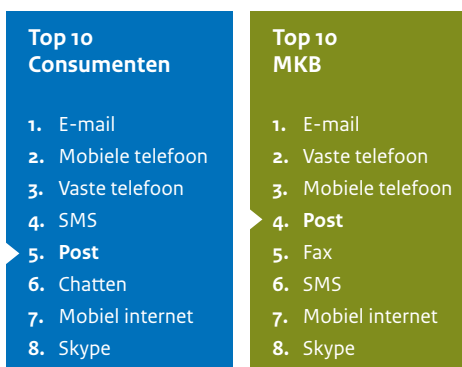 Top 10
Consumenten
1. E-mail
2. Mobiele telefoon
3. Vaste telefoon
4. SMS
5. Post
6. Chatten
7. Mobiel internet
8. Skype
Top 10
MKB
1. E-mail
2. Vaste telefoon
3. Mobiele telefoon
4. Post
5. Fax
6. SMS
7. Mobiel internet
8. Skype